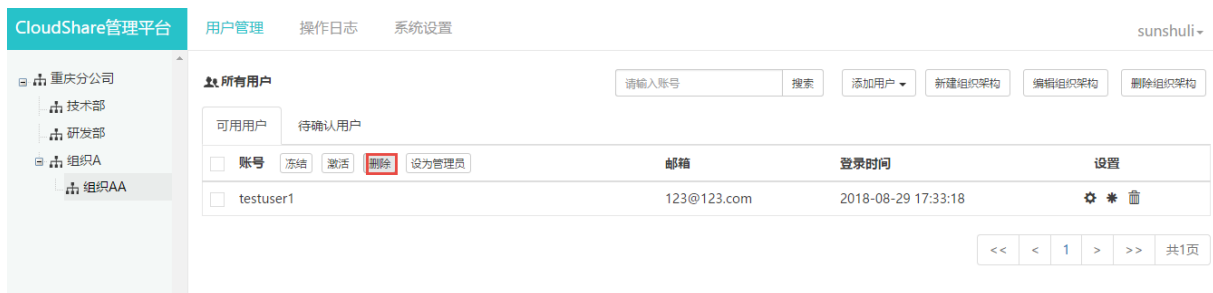 CloudShare管理平台 用户管理 操作日志 系统设置 sunshuli
重庆分公司
技术部
研发部
组织A
组织AA
所有用户 请输入账号 搜索 添加用户 新建组织架构 编辑组织架构 删除组织架构
可用用户 待确认用户
账号 冻结 激活 删除 设为管理员 邮箱 登录时间 设置
testuser1 123@123.com 2018-08-29 17:33:18
<< < 1 > >> 共1页